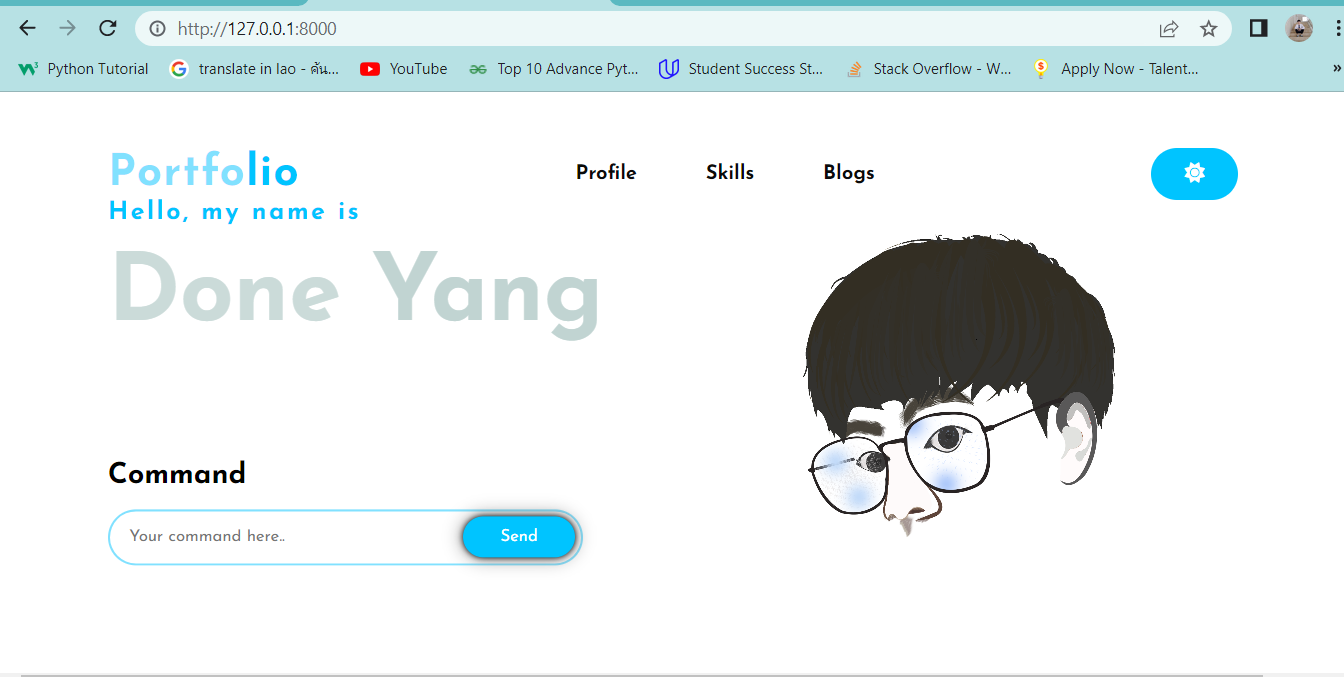 http://127.0.0.1:8000
Python Tutorial
translate in lao - คัน...
YouTube
Top 10 Advance Pyt...
Student Success St...
Stack Overflow - W...
Apply Now - Talent...
»
Portfolio
Profile
Skills
Blogs
Hello, my name is
Done Yang
Command
Your command here..
Send